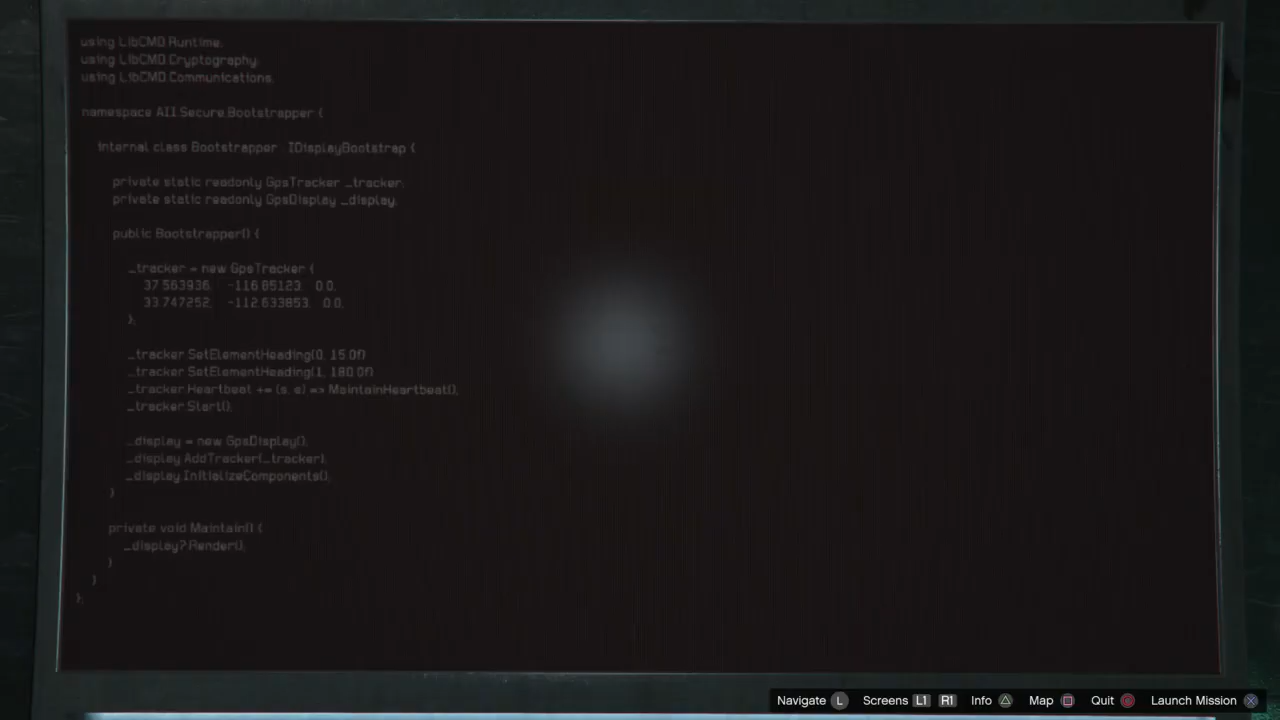 using LibCMD.Runtime;
using LibCMD.Cryptography;
using LibCMD.Communications;
namespace AII.Secure.Bootstrapper {
internal class Bootstrapper : IDisplayBootstrap {
private static readonly GpsTracker _tracker;
private static readonly GpsDisplay _display;
public Bootstrapper() {
_tracker = new GpsTracker {
37.563936, -116.85123, 0.0,
33.747252, -112.633853, 0.0,
};
_tracker.SetElementHeading(0, 15.0f)
_tracker.SetElementHeading(1, 180.0f)
_tracker.Heartbeat += (s, e) => MaintainHeartbeat();
_tracker.Start();
_display = new GpsDisplay();
_display.AddTracker(_tracker);
_display.InitializeComponents();
}
private void Maintain() {
_display?.Render();
}
}
};
Navigate L Screens L1 R1 Info Map Quit Launch Mission